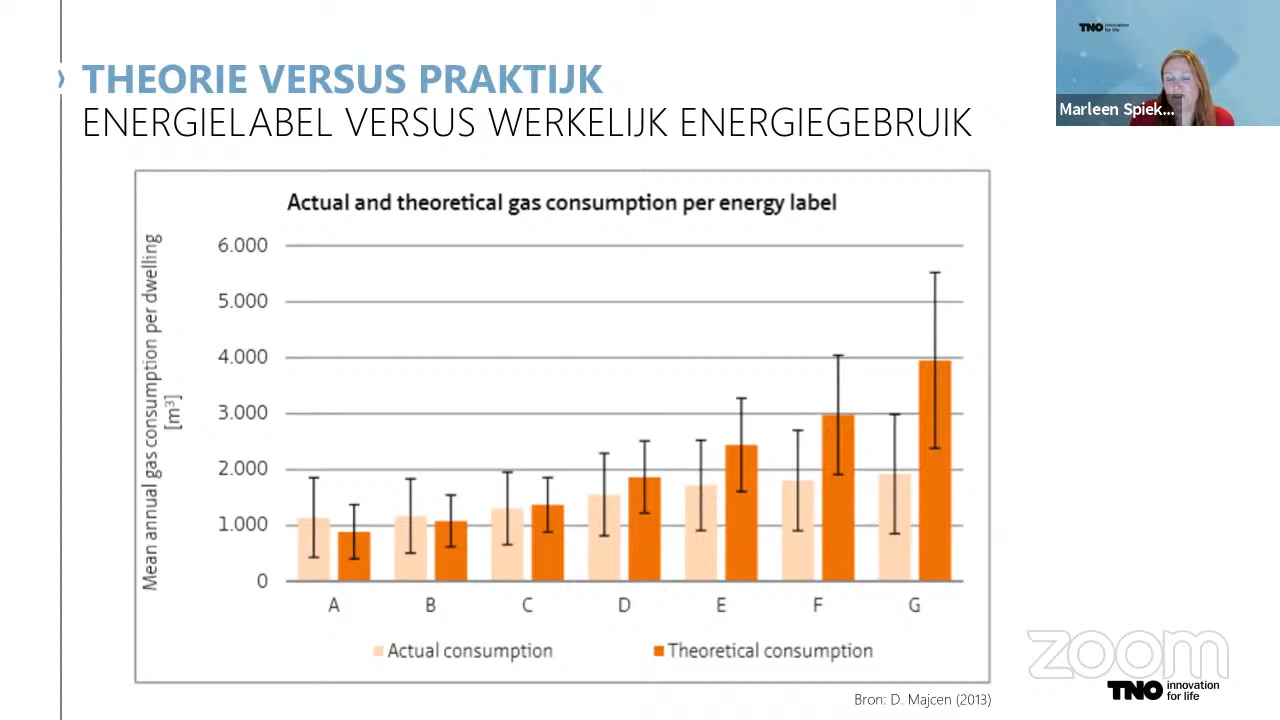 THEORIE VERSUS PRAKTIJK
ENERGIELABEL VERSUS WERKELIJK ENERGIEGEBRUIK
TNO innovation
for life
Marleen Spiek...
Actual and theoretical gas consumption per energy label
Mean annual gas consumption per dwelling
[m³]
6.000
5.000
4.000
3.000
2.000
1.000
0
A B C D E F G
Actual consumption Theoretical consumption
Bron: D. Majcen (2013)
zoom
TNO innovation
for life